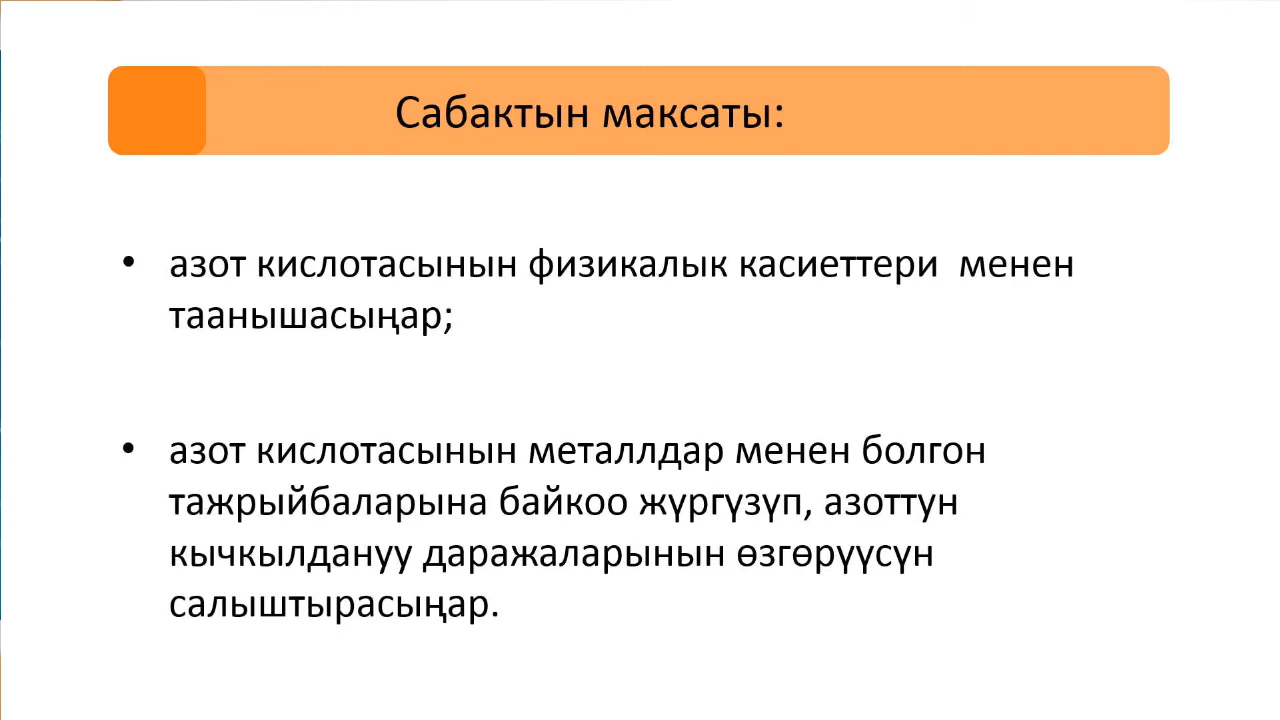 Сабактын максаты:
• азот кислотасынын физикалык касиеттери  менен
таанышасыңар;
• азот кислотасынын металлдар менен болгон
тажрыйбаларына байкоо жүргүзүп, азоттун
кычкылдануу даражаларынын өзгөрүүсүн
салыштырасыңар.